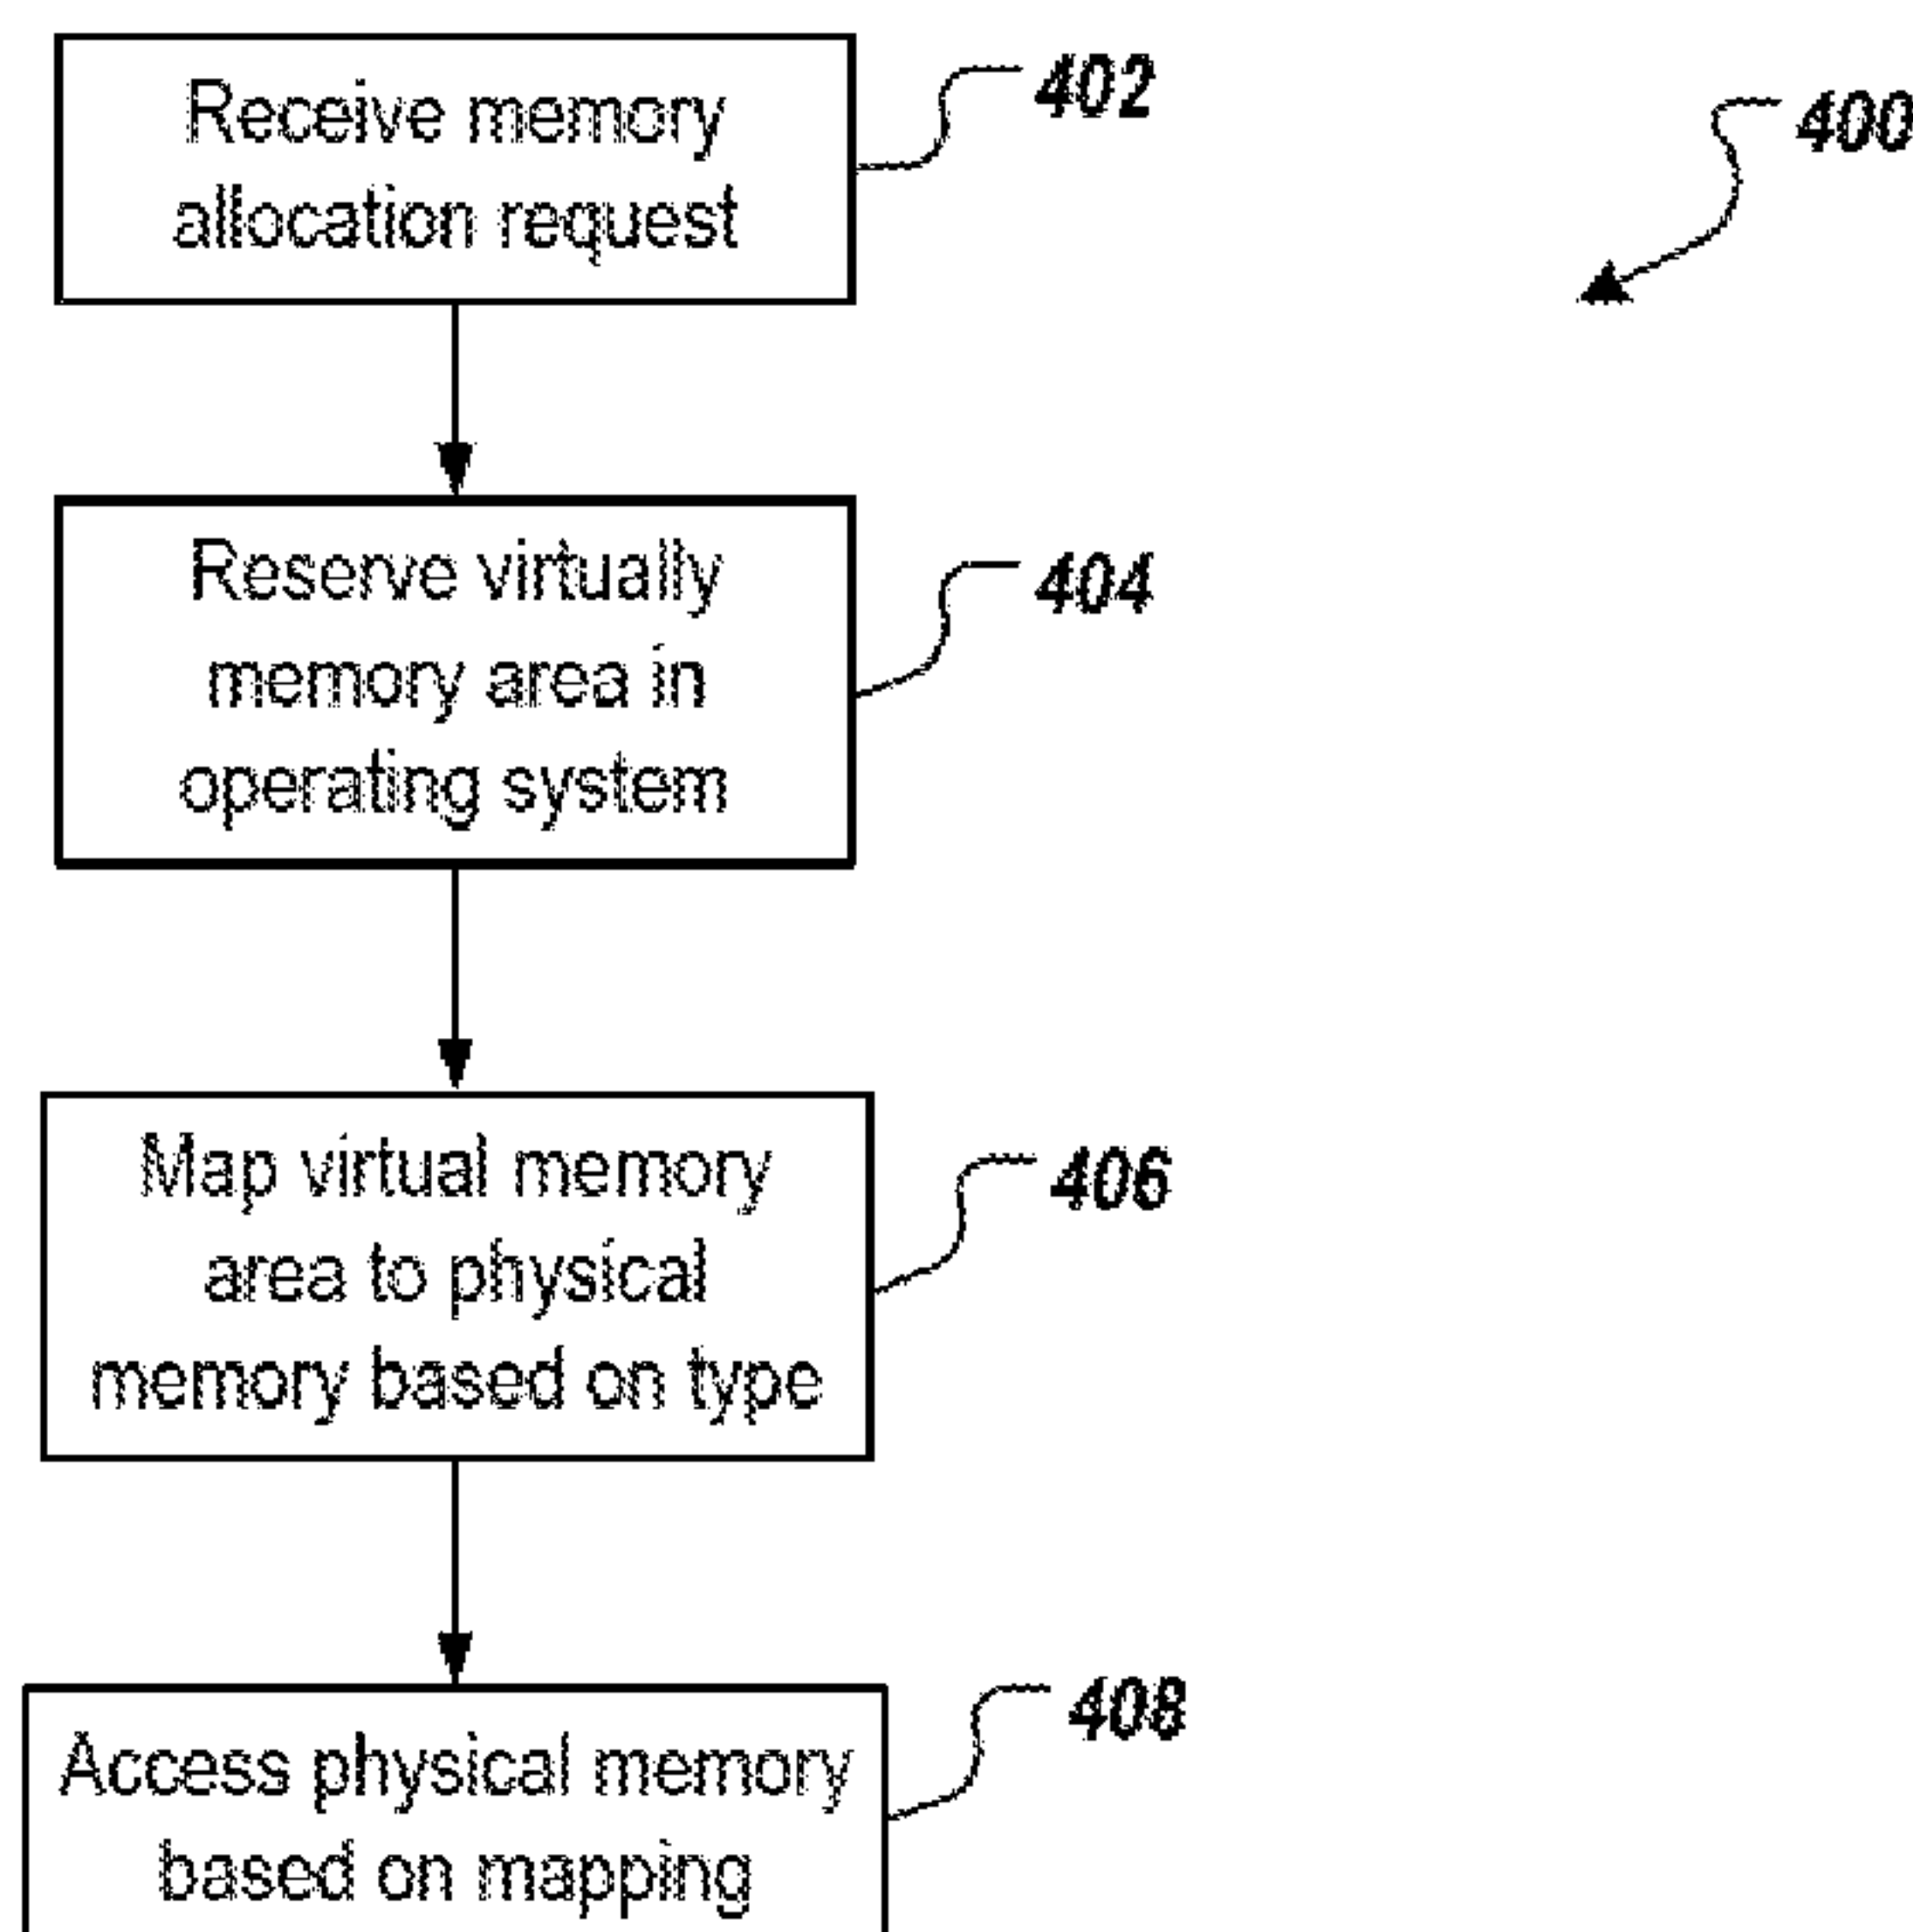 Receive memory
allocation request
402
400
Reserve virtually
memory area in
operating system
404
Map virtual memory
area to physical
memory based on type
406
Access physical memory
based on mapping
408